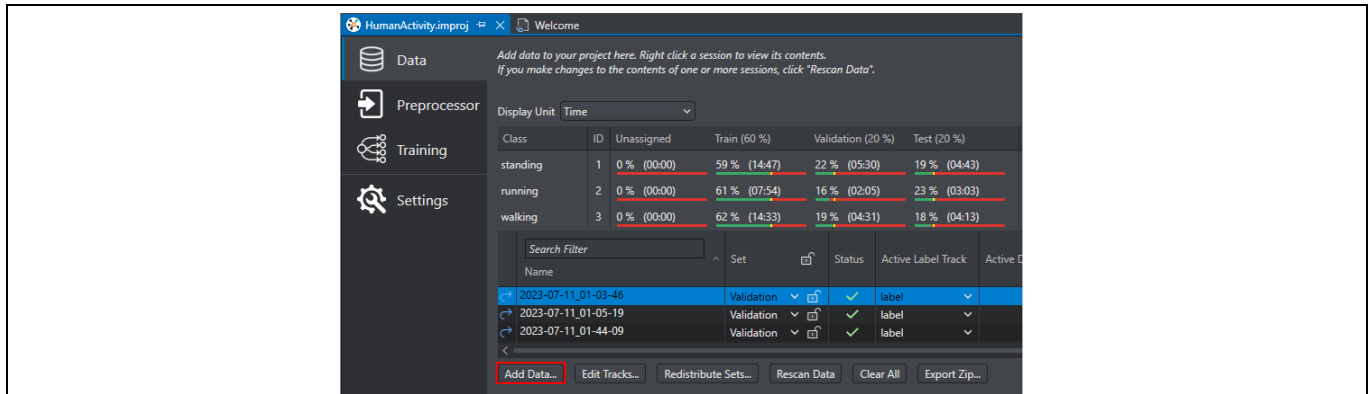 HumanActivity.improj Welcome
Data
Preprocessor
Training
Settings
Add data to your project here. Right click a session to view its contents.
If you make changes to the contents of one or more sessions, click "Rescan Data".
Display Unit Time
Class ID Unassigned Train (60 %) Validation (20 %) Test (20 %)
standing 1 0 % (00:00) 59 % (14:47) 22 % (05:30) 19 % (04:43)
running 2 0 % (00:00) 61 % (07:54) 16 % (02:05) 23 % (03:03)
walking 3 0 % (00:00) 62 % (14:33) 19 % (04:31) 18 % (04:13)
Search Filter
Name Set Status Active Label Track Active D
2023-07-11_01-03-46 Validation label
2023-07-11_01-05-19 Validation label
2023-07-11_01-44-09 Validation label
Add Data... Edit Tracks... Redistribute Sets... Rescan Data Clear All Export Zip...